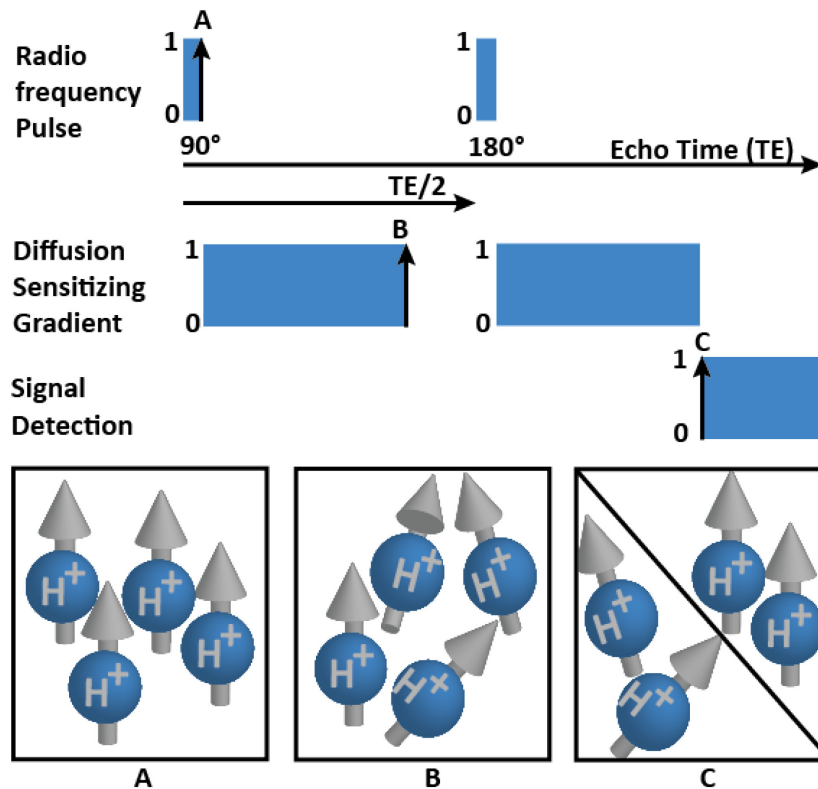 A
Radio
frequency
Pulse
1
0
1
0
90°
180°
Echo Time (TE)
TE/2
B
Diffusion
Sensitizing
Gradient
1
0
1
0
C
Signal
Detection
1
0
H+
H+
H+
H+
H+
H+
H+
H+
H+
H+
H+
H+
A
B
C